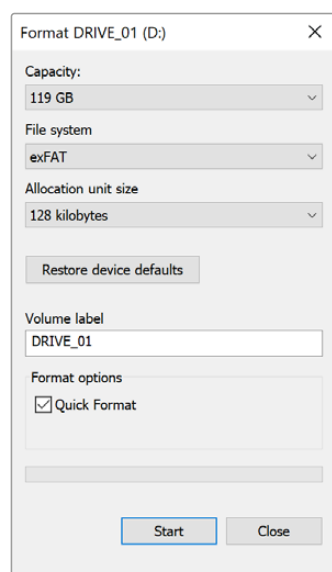 Format DRIVE_01 (D:)
Capacity:
119 GB
File system
exFAT
Allocation unit size
128 kilobytes
Restore device defaults
Volume label
DRIVE_01
Format options
Quick Format
Start
Close